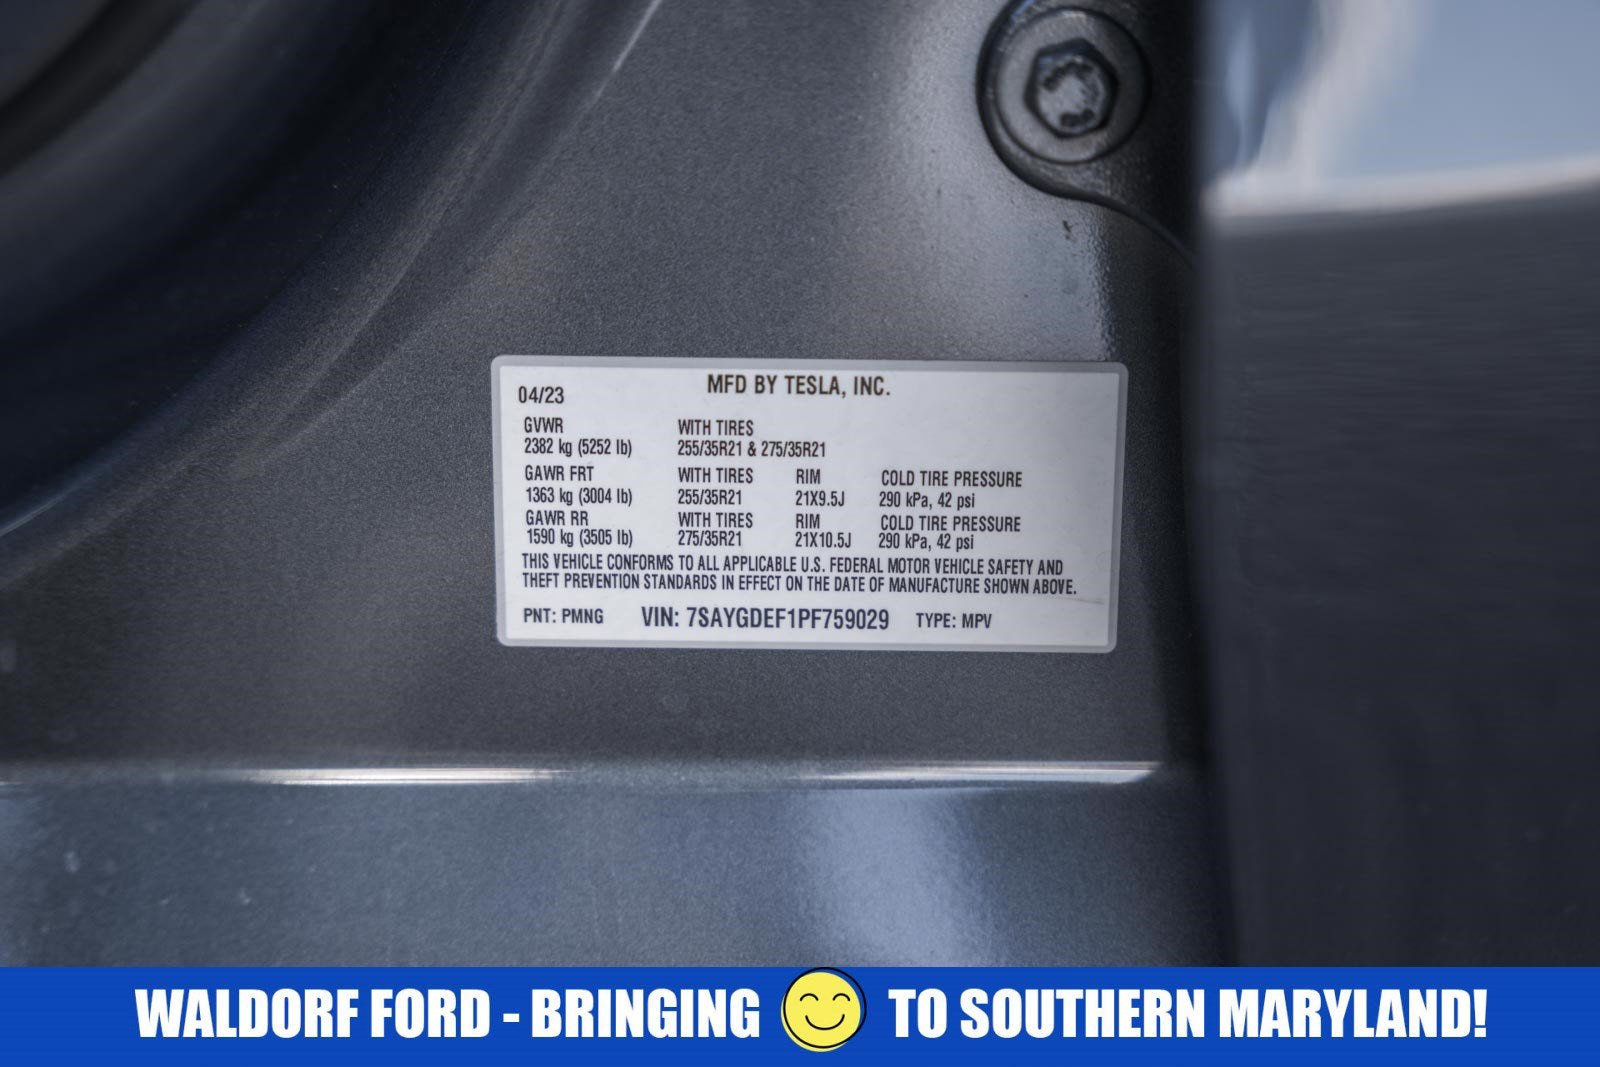 MFD BY TESLA, INC.
04/23
GVWR WITH TIRES
2382 kg (5252 lb) 255/35R21 & 275/35R21
GAWR FRT WITH TIRES RIM COLD TIRE PRESSURE
1363 kg (3004 lb) 255/35R21 21X9.5J 290 kPa, 42 psi
GAWR RR WITH TIRES RIM COLD TIRE PRESSURE
1590 kg (3505 lb) 275/35R21 21X10.5J 290 kPa, 42 psi
THIS VEHICLE CONFORMS TO ALL APPLICABLE U.S. FEDERAL MOTOR VEHICLE SAFETY AND
THEFT PREVENTION STANDARDS IN EFFECT ON THE DATE OF MANUFACTURE SHOWN ABOVE.
PNT: PMNG VIN: 7SAYGDEF1PF759029 TYPE: MPV
WALDORF FORD - BRINGING TO SOUTHERN MARYLAND!